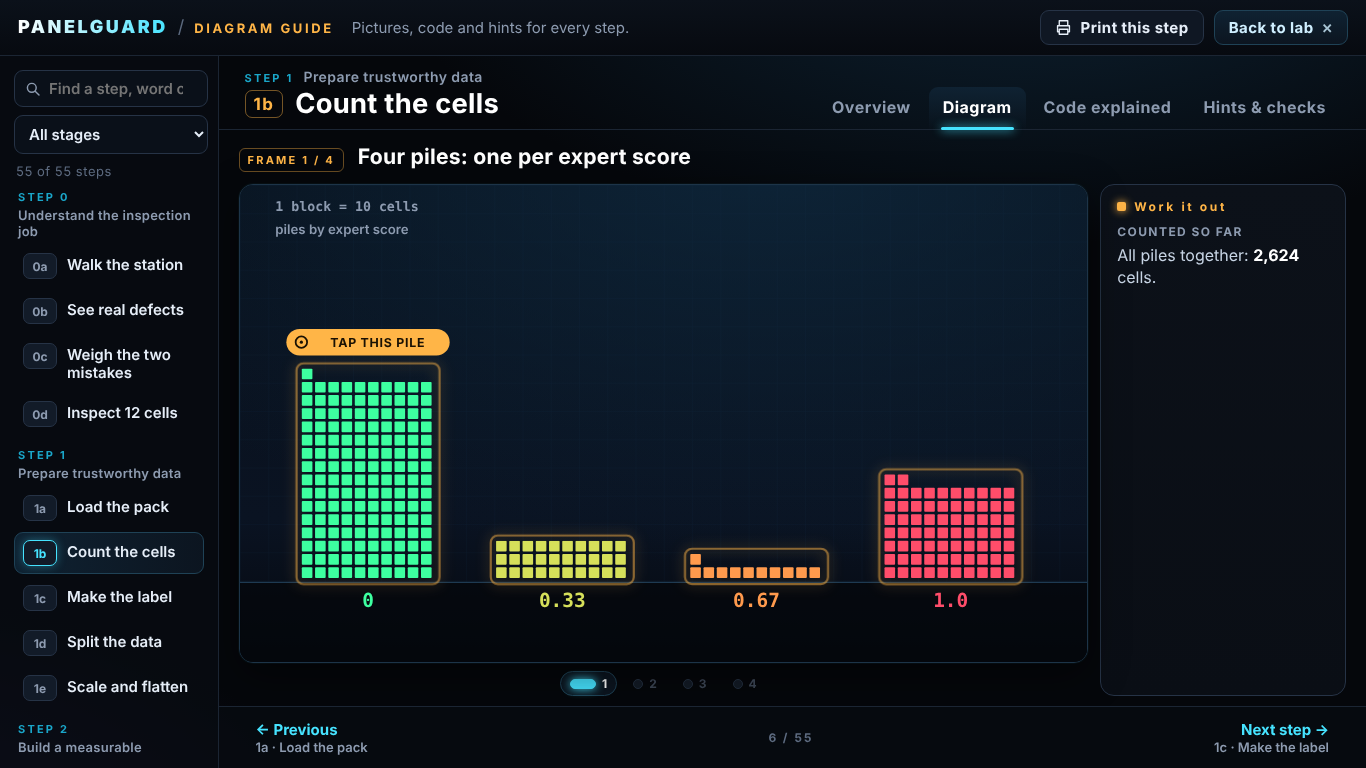 PANELGUARD / DIAGRAM GUIDE Pictures, code and hints for every step.
Print this step
Back to lab ×
Find a step, word c
All stages
55 of 55 steps
STEP 0
Understand the inspection
job
0a Walk the station
0b See real defects
0c Weigh the two
mistakes
0d Inspect 12 cells
STEP 1
Prepare trustworthy data
1a Load the pack
1b Count the cells
1c Make the label
1d Split the data
1e Scale and flatten
STEP 2
Build a measurable
STEP 1 Prepare trustworthy data
1b Count the cells
Overview
Diagram
Code explained
Hints & checks
FRAME 1 / 4 Four piles: one per expert score
1 block = 10 cells
piles by expert score
TAP THIS PILE
0 0.33 0.67 1.0
1 2 3 4
Work it out
COUNTED SO FAR
All piles together: 2,624
cells.
← Previous
1a · Load the pack
6 / 55
Next step →
1c · Make the label